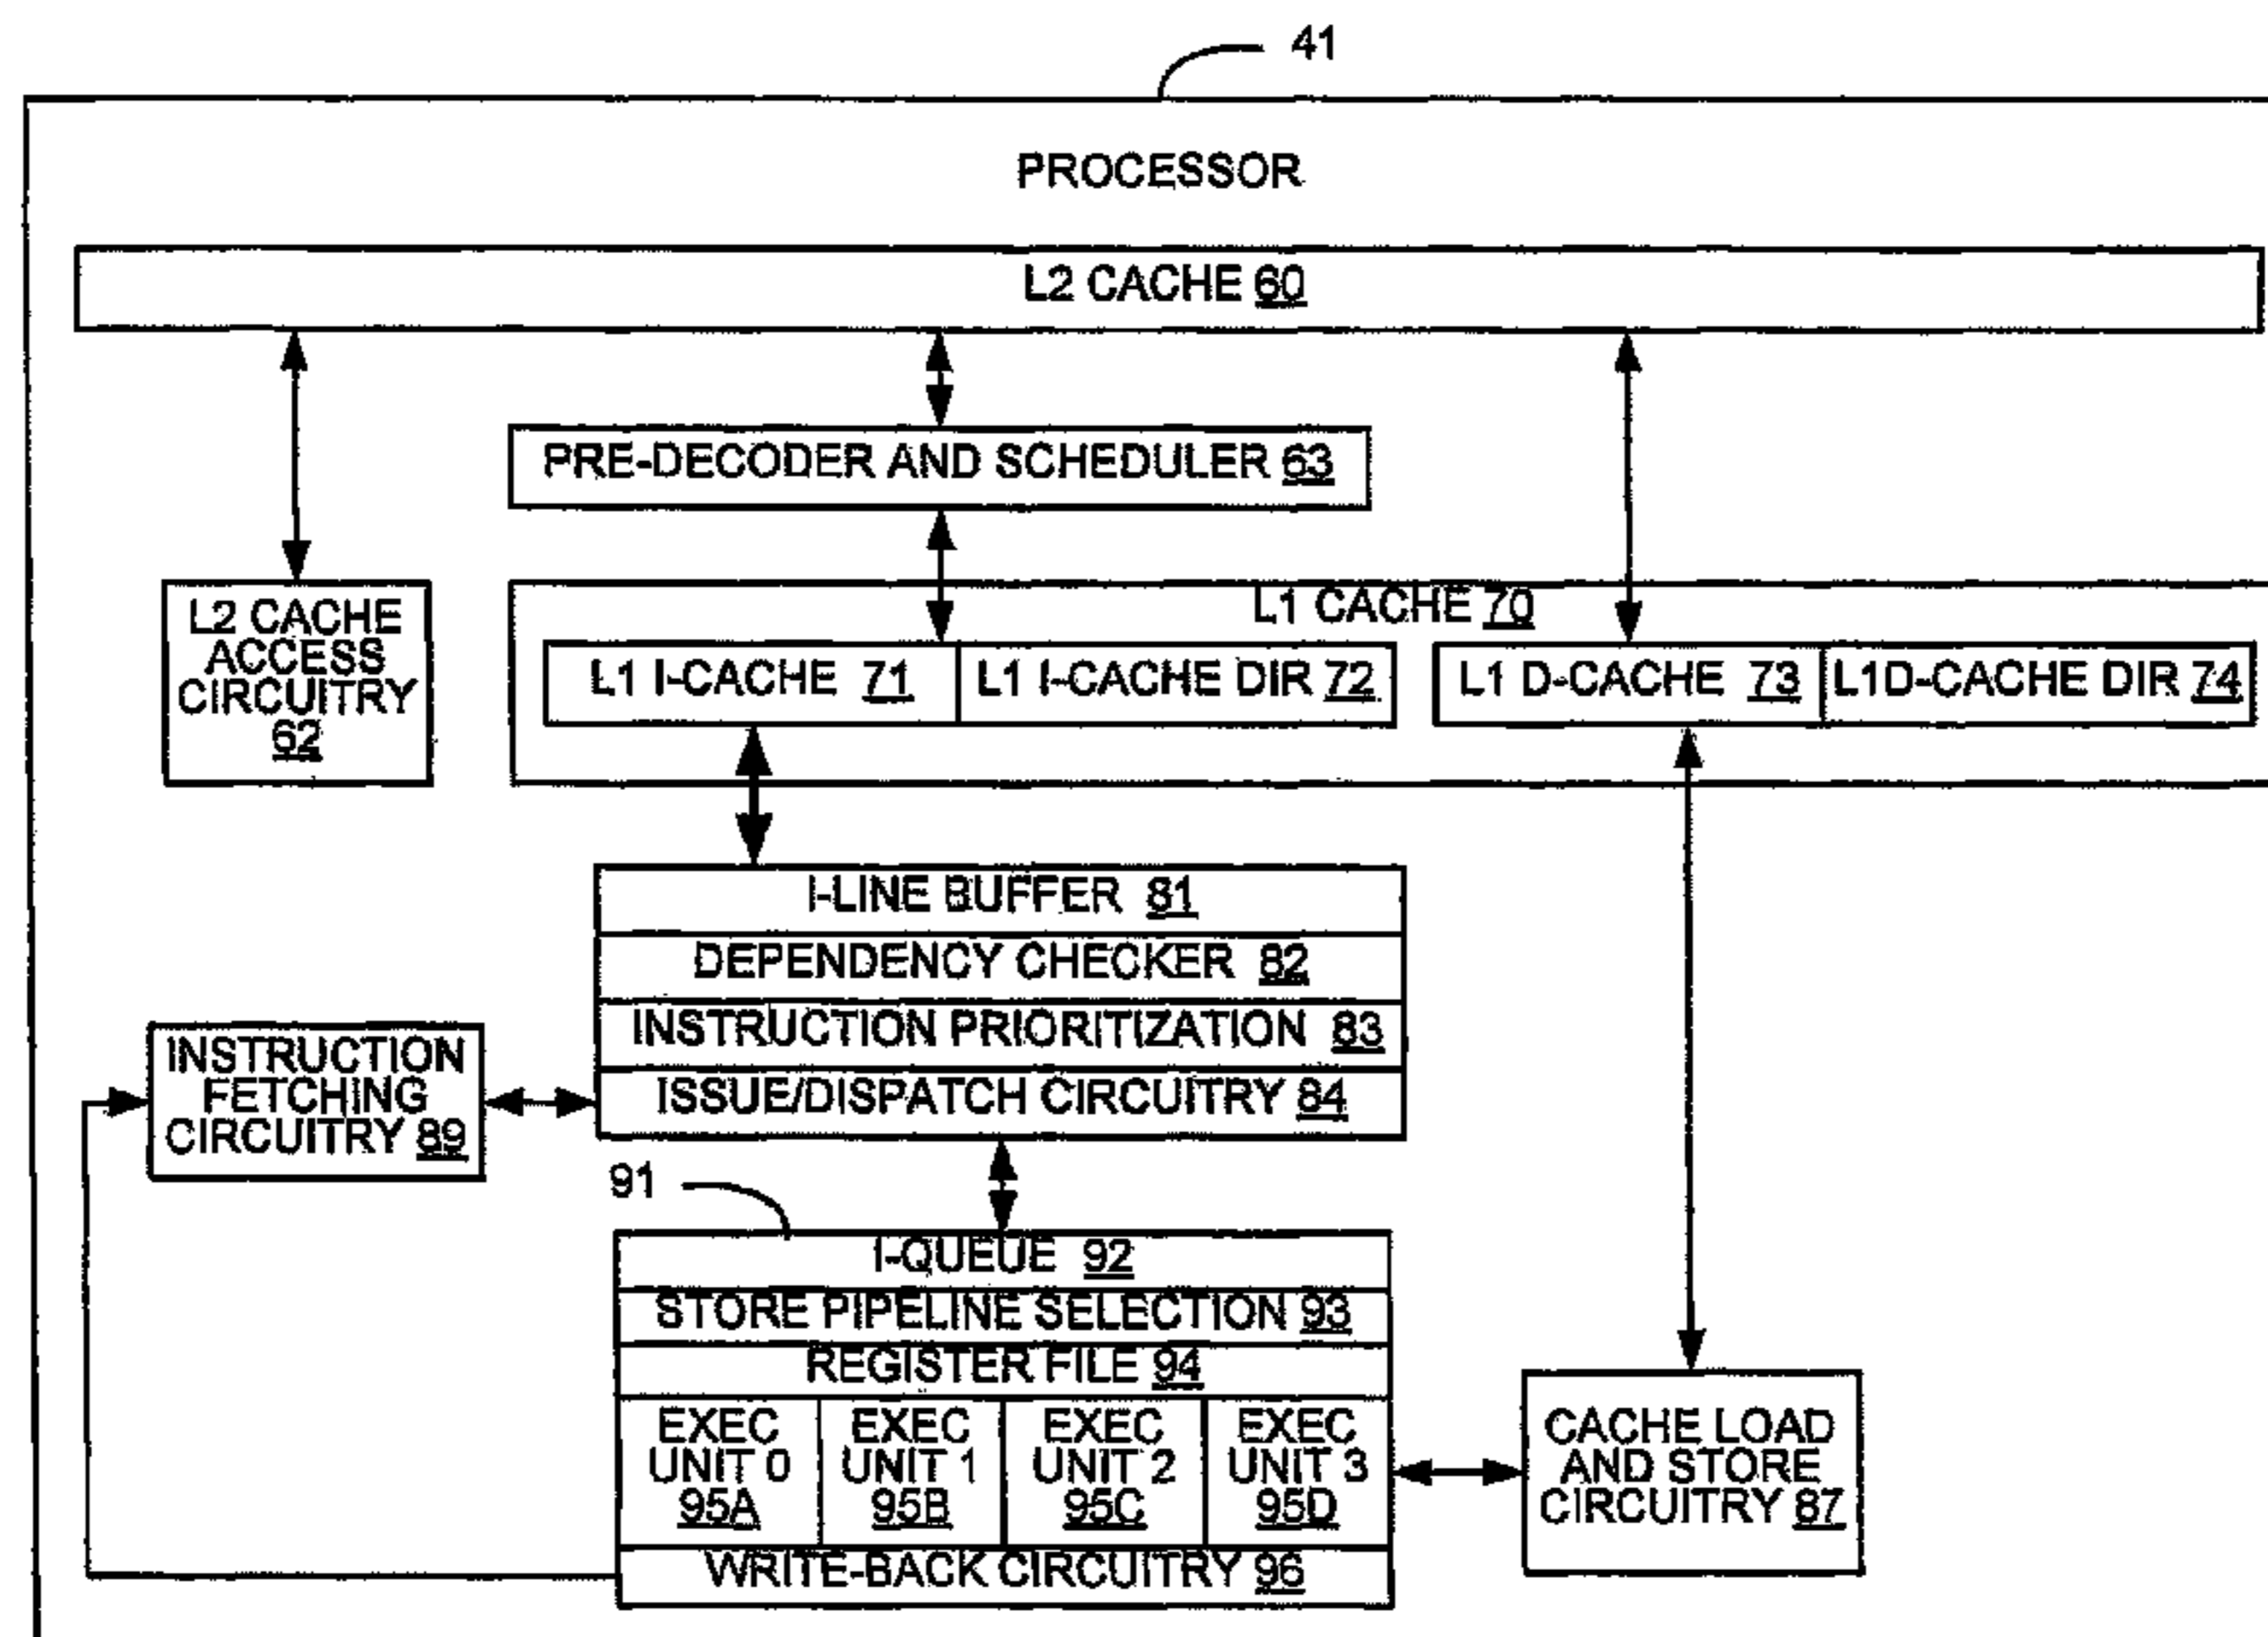 41
PROCESSOR
L2 CACHE 60
PRE-DECODER AND SCHEDULER 63
L2 CACHE
ACCESS
CIRCUITRY
62
L1 CACHE 70
L1 I-CACHE 71
L1 I-CACHE DIR 72
L1 D-CACHE 73
L1D-CACHE DIR 74
I-LINE BUFFER 81
DEPENDENCY CHECKER 82
INSTRUCTION PRIORITIZATION 83
ISSUE/DISPATCH CIRCUITRY 84
INSTRUCTION
FETCHING
CIRCUITRY 89
91
I-QUEUE 92
STORE PIPELINE SELECTION 93
REGISTER FILE 94
EXEC
UNIT 0
95A
EXEC
UNIT 1
95B
EXEC
UNIT 2
95C
EXEC
UNIT 3
95D
WRITE-BACK CIRCUITRY 96
CACHE LOAD
AND STORE
CIRCUITRY 87